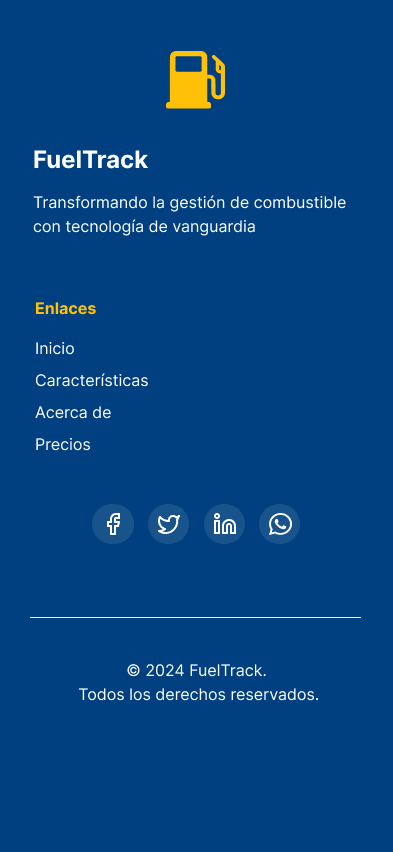 FuelTrack
Transformando la gestión de combustible
con tecnología de vanguardia
Enlaces
Inicio
Características
Acerca de
Precios
© 2024 FuelTrack.
Todos los derechos reservados.